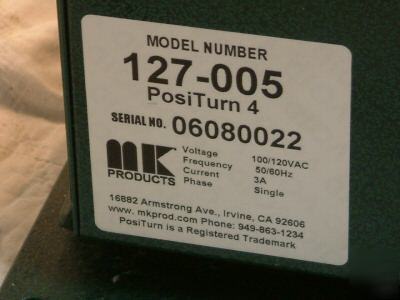 MODEL NUMBER
127-005
PosiTurn 4
SERIAL NO. 06080022
MK
PRODUCTS
Voltage 100/120VAC
Frequency 50/60Hz
Current 3A
Phase Single
16882 Armstrong Ave., Irvine, CA 92606
www.mkprod.com Phone: 949-863-1234
PosiTurn is a Registered Trademark